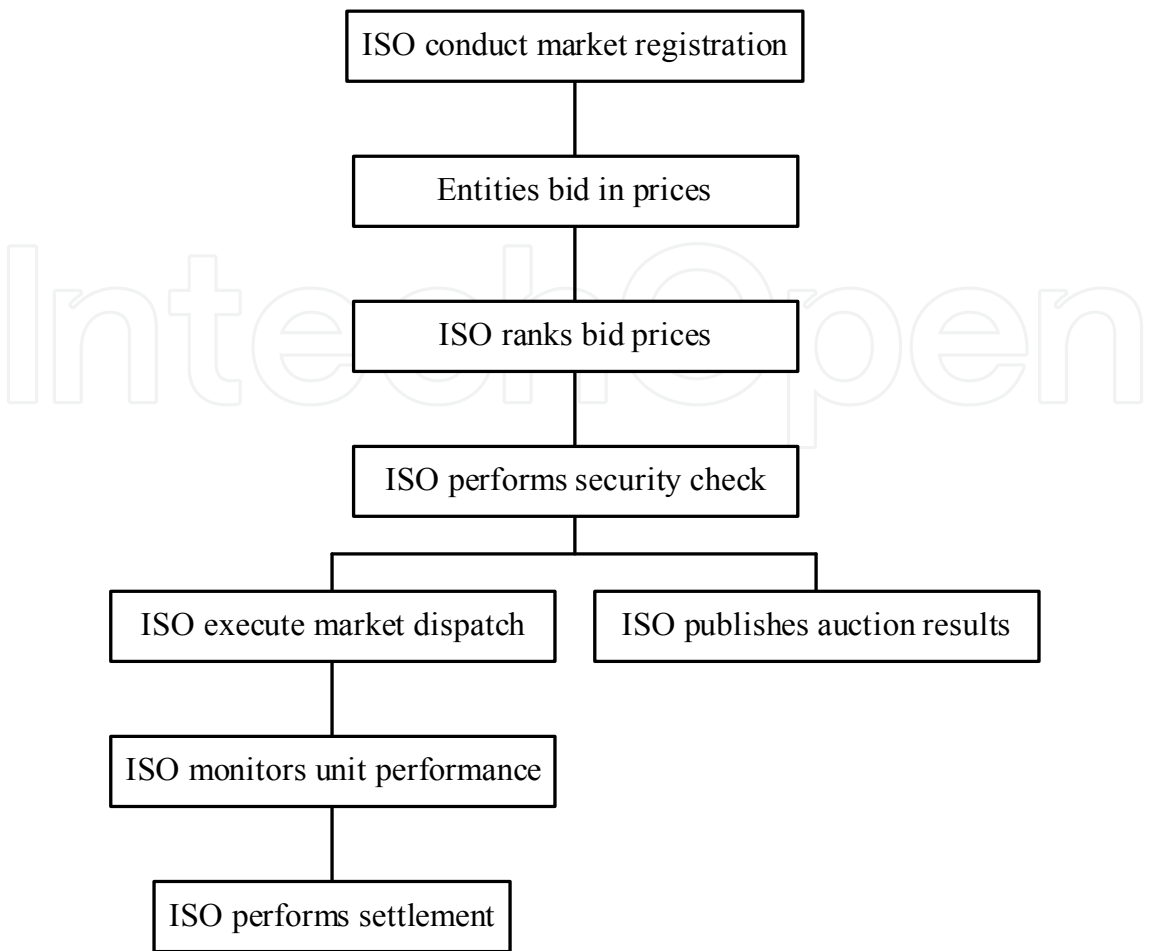 ISO conduct market registration
Entities bid in prices
IntechOpen
ISO ranks bid prices
ISO performs security check
ISO execute market dispatch
ISO publishes auction results
ISO monitors unit performance
ISO performs settlement